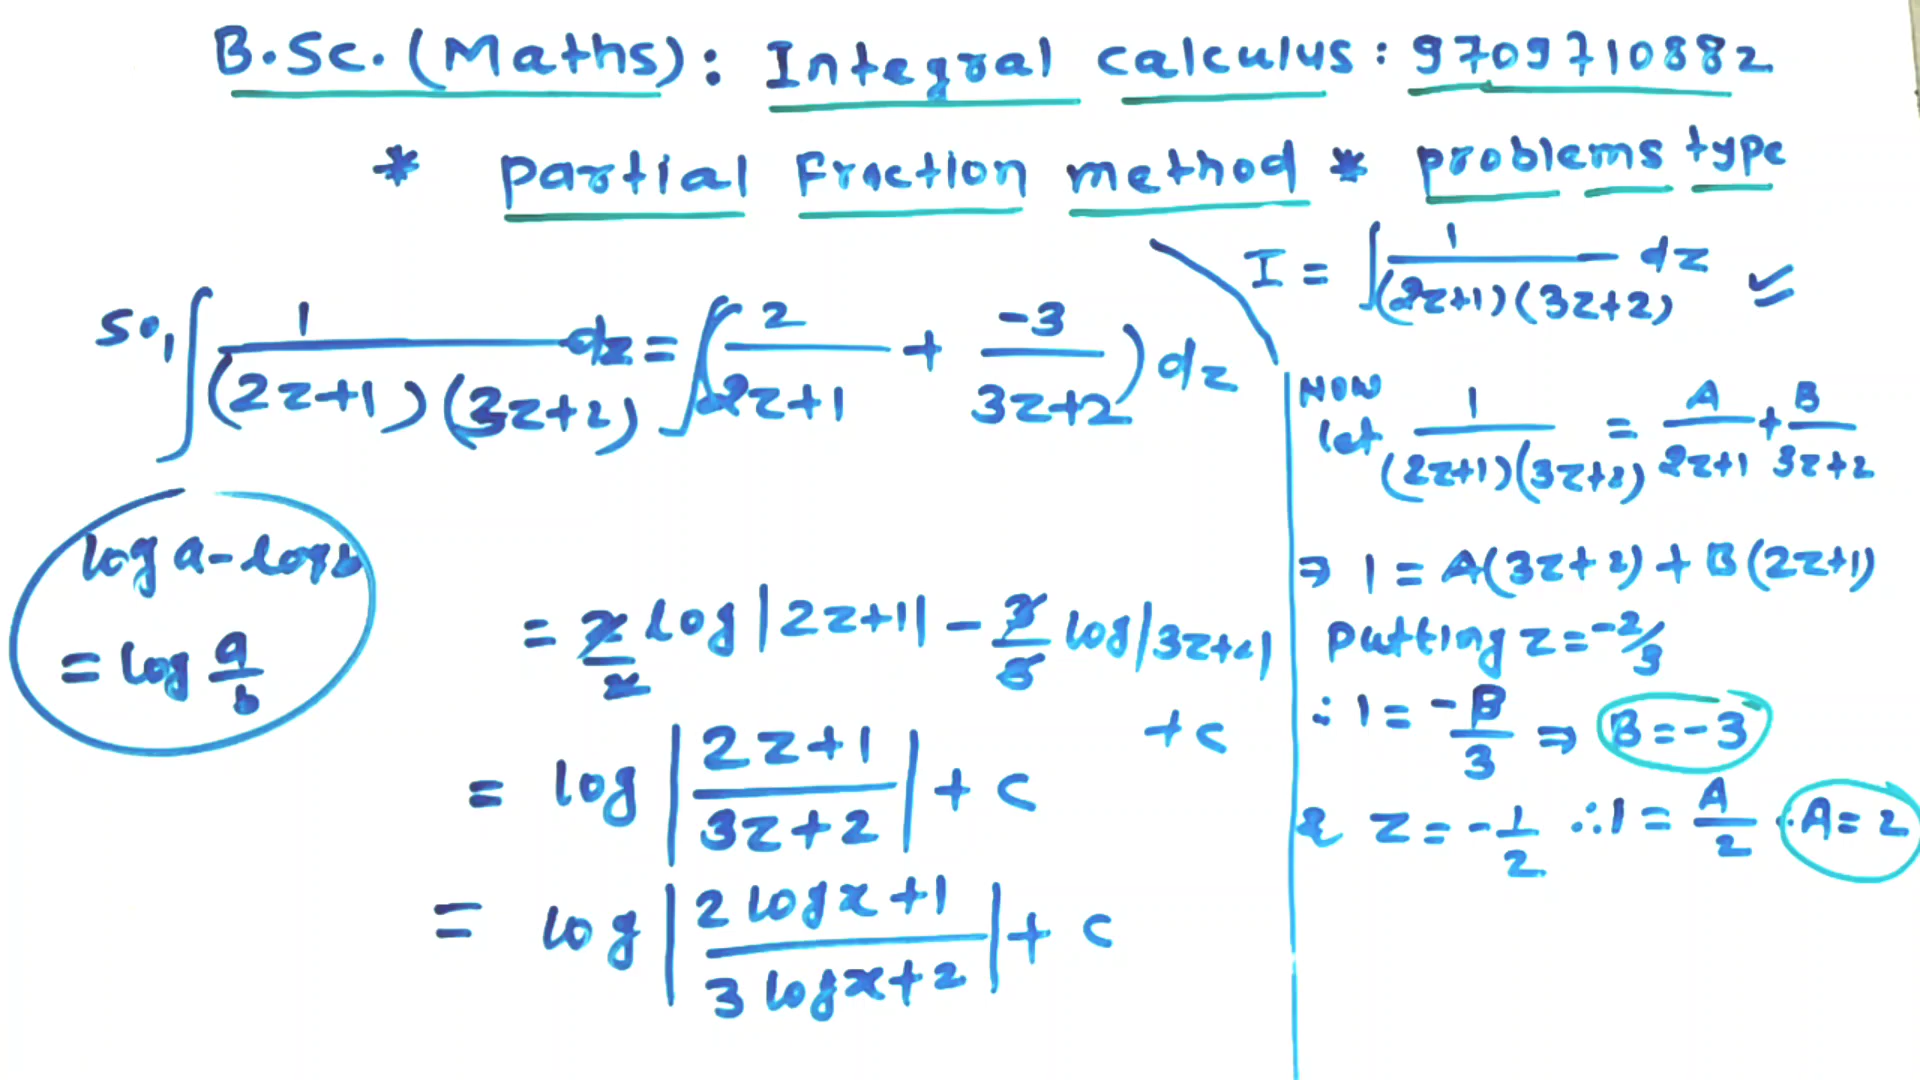 B.Sc. (Maths): Integral calculus: 9709710882
* Partial Fraction method * problems type
I = ∫ 1/((2z+1)(3z+2)) dz ✓
Now let 1/((2z+1)(3z+2)) = A/(2z+1) + B/(3z+2)
⇒ 1 = A(3z+2) + B(2z+1)
Putting z = -2/3
∴ 1 = -B/3 ⇒ B = -3
& z = -1/2 ∴ 1 = A/2 ∴ A = 2
So, ∫ 1/((2z+1)(3z+2)) dz = ∫ (2/(2z+1) + -3/(3z+2)) dz
log a - log b
= log a/b
= 2/2 log |2z+1| - 3/3 log |3z+2|
+ c
= log |(2z+1)/(3z+2)| + c
= log |(2 log x + 1)/(3 log x + 2)| + c